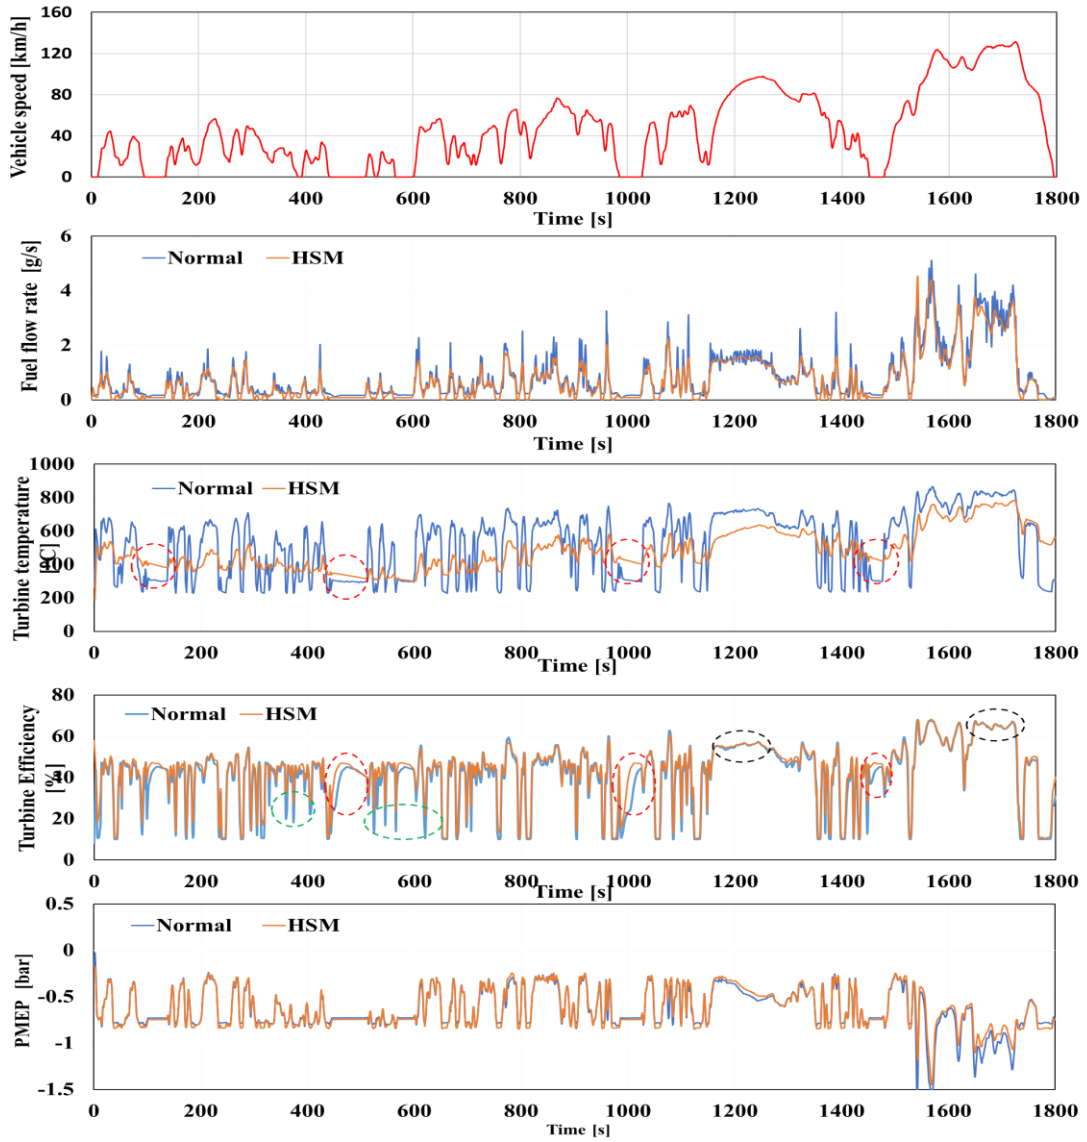 Vehicle speed [km/h]
160
120
80
40
0
0 200 400 600 800 1000 1200 1400 1600 1800
Time [s]
Fuel flow rate [g/s]
6
4
2
0
Normal HSM
0 200 400 600 800 1000 1200 1400 1600 1800
Time [s]
Turbine temperature
[°C]
1000
800
600
400
200
0
Normal HSM
0 200 400 600 800 1000 1200 1400 1600 1800
Time [s]
Turbine Efficiency
[%]
80
60
40
20
0
Normal HSM
0 200 400 600 800 1000 1200 1400 1600 1800
Time [s]
PMEP [bar]
0.5
0
-0.5
-1
-1.5
Normal HSM
0 200 400 600 800 1000 1200 1400 1600 1800
Time [s]